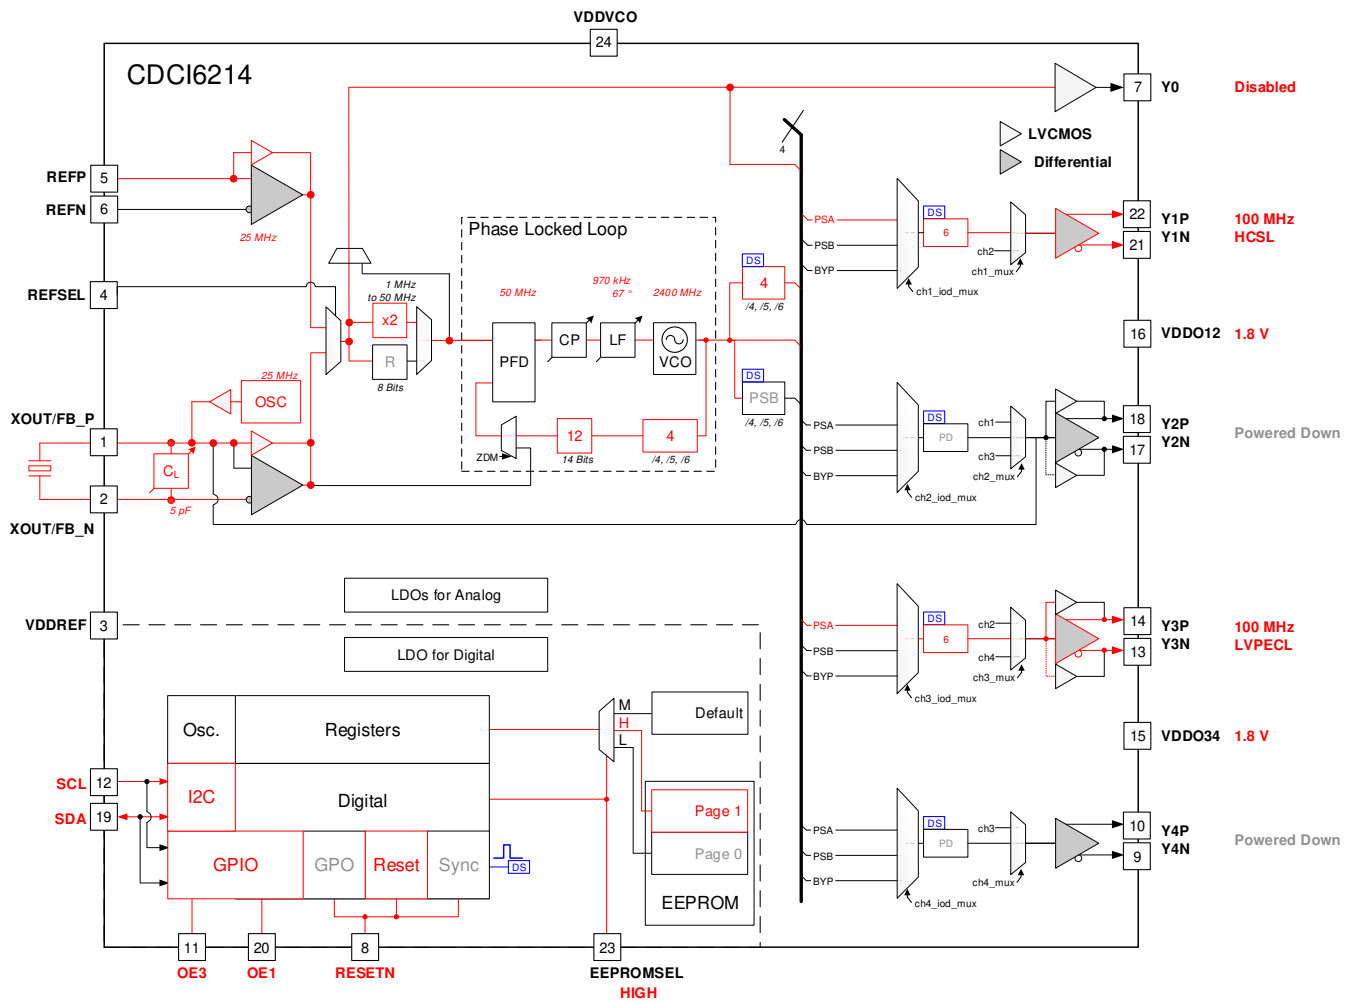 VDDVCO
24
CDCI6214
7
Y0
Disabled
4
LVCMOS
Differential
REFP
5
REFN
6
25 MHz
Phase Locked Loop
DS
PSA
6
22
Y1P
100 MHz
PSB
21
Y1N
HCSL
BYP
ch2
ch1_mux
ch1_iod_mux
REFSEL
4
1 MHz
to 50 MHz
x2
R
8 Bits
50 MHz
970 kHz
67 °
2400 MHz
PFD
CP
LF
VCO
DS
4
/4, /5, /6
16
VDDO12
1.8 V
DS
PSB
/4, /5, /6
25 MHz
OSC
XOUT/FB_P
1
CL
5 pF
2
XOUT/FB_N
ZDM
12
14 Bits
4
/4, /5, /6
PSA
PSB
BYP
DS
PD
ch1
ch3
ch2_mux
ch2_iod_mux
18
Y2P
17
Y2N
Powered Down
LDOs for Analog
VDDREF
3
LDO for Digital
PSA
PSB
BYP
DS
6
ch2
ch4
ch3_mux
ch3_iod_mux
14
Y3P
100 MHz
13
Y3N
LVPECL
15
VDDO34
1.8 V
Osc.
Registers
M
H
L
Default
SCL
12
SDA
19
I2C
Digital
Page 1
Page 0
EEPROM
GPIO
GPO
Reset
Sync
DS
PSA
PSB
BYP
DS
PD
ch3
ch4_mux
ch4_iod_mux
10
Y4P
9
Y4N
Powered Down
11
OE3
20
OE1
8
RESETN
23
EEPROMSEL
HIGH